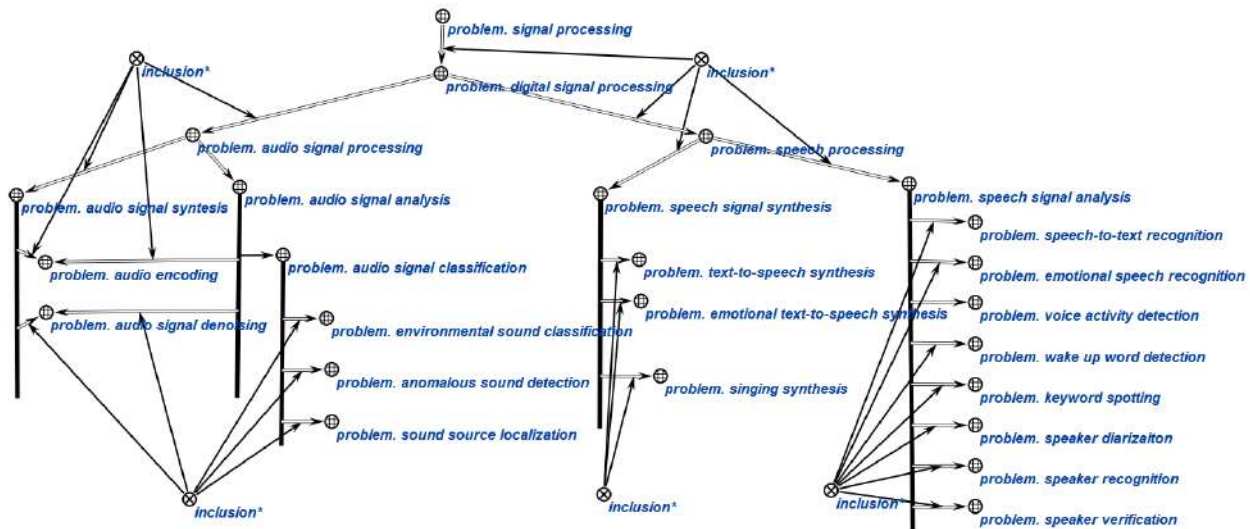 problem. signal processing
inclusion*
inclusion*
problem. digital signal processing
problem. audio signal processing
problem. speech processing
problem. audio signal syntesis
problem. audio signal analysis
problem. speech signal synthesis
problem. speech signal analysis
problem. speech-to-text recognition
problem. audio encoding
problem. audio signal classification
problem. text-to-speech synthesis
problem. emotional speech recognition
problem. audio signal denoising
problem. environmental sound classification
problem. emotional text-to-speech synthesis
problem. voice activity detection
problem. wake up word detection
problem. anomalous sound detection
problem. singing synthesis
problem. keyword spotting
problem. sound source localization
problem. speaker diarizaiton
problem. speaker recognition
inclusion*
inclusion*
inclusion*
problem. speaker verification